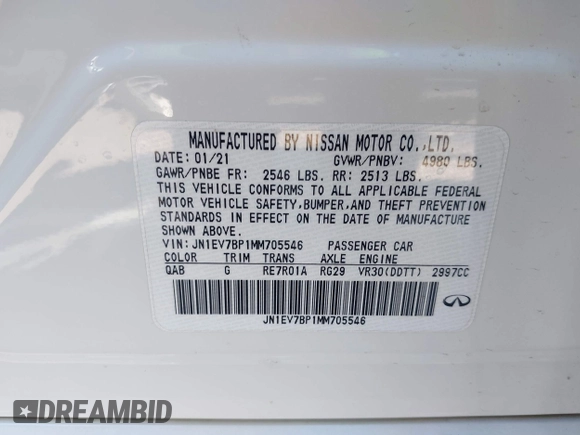 MANUFACTURED BY NISSAN MOTOR CO.,LTD.
DATE: 01/21 GVWR/PNBV: 4980 LBS.
GAWR/PNBE FR: 2546 LBS. RR: 2513 LBS.
THIS VEHICLE CONFORMS TO ALL APPLICABLE FEDERAL
MOTOR VEHICLE SAFETY,BUMPER,AND THEFT PREVENTION
STANDARDS IN EFFECT ON THE DATE OF MANUFACTURE
SHOWN ABOVE.
VIN: JN1EV7BP1MM705546 PASSENGER CAR
COLOR TRIM TRANS AXLE ENGINE
QAB G RE7R01A RG29 VR30(DDTT) 2997CC
JN1EV7BP1MM705546
INFINITI
DREAMBID